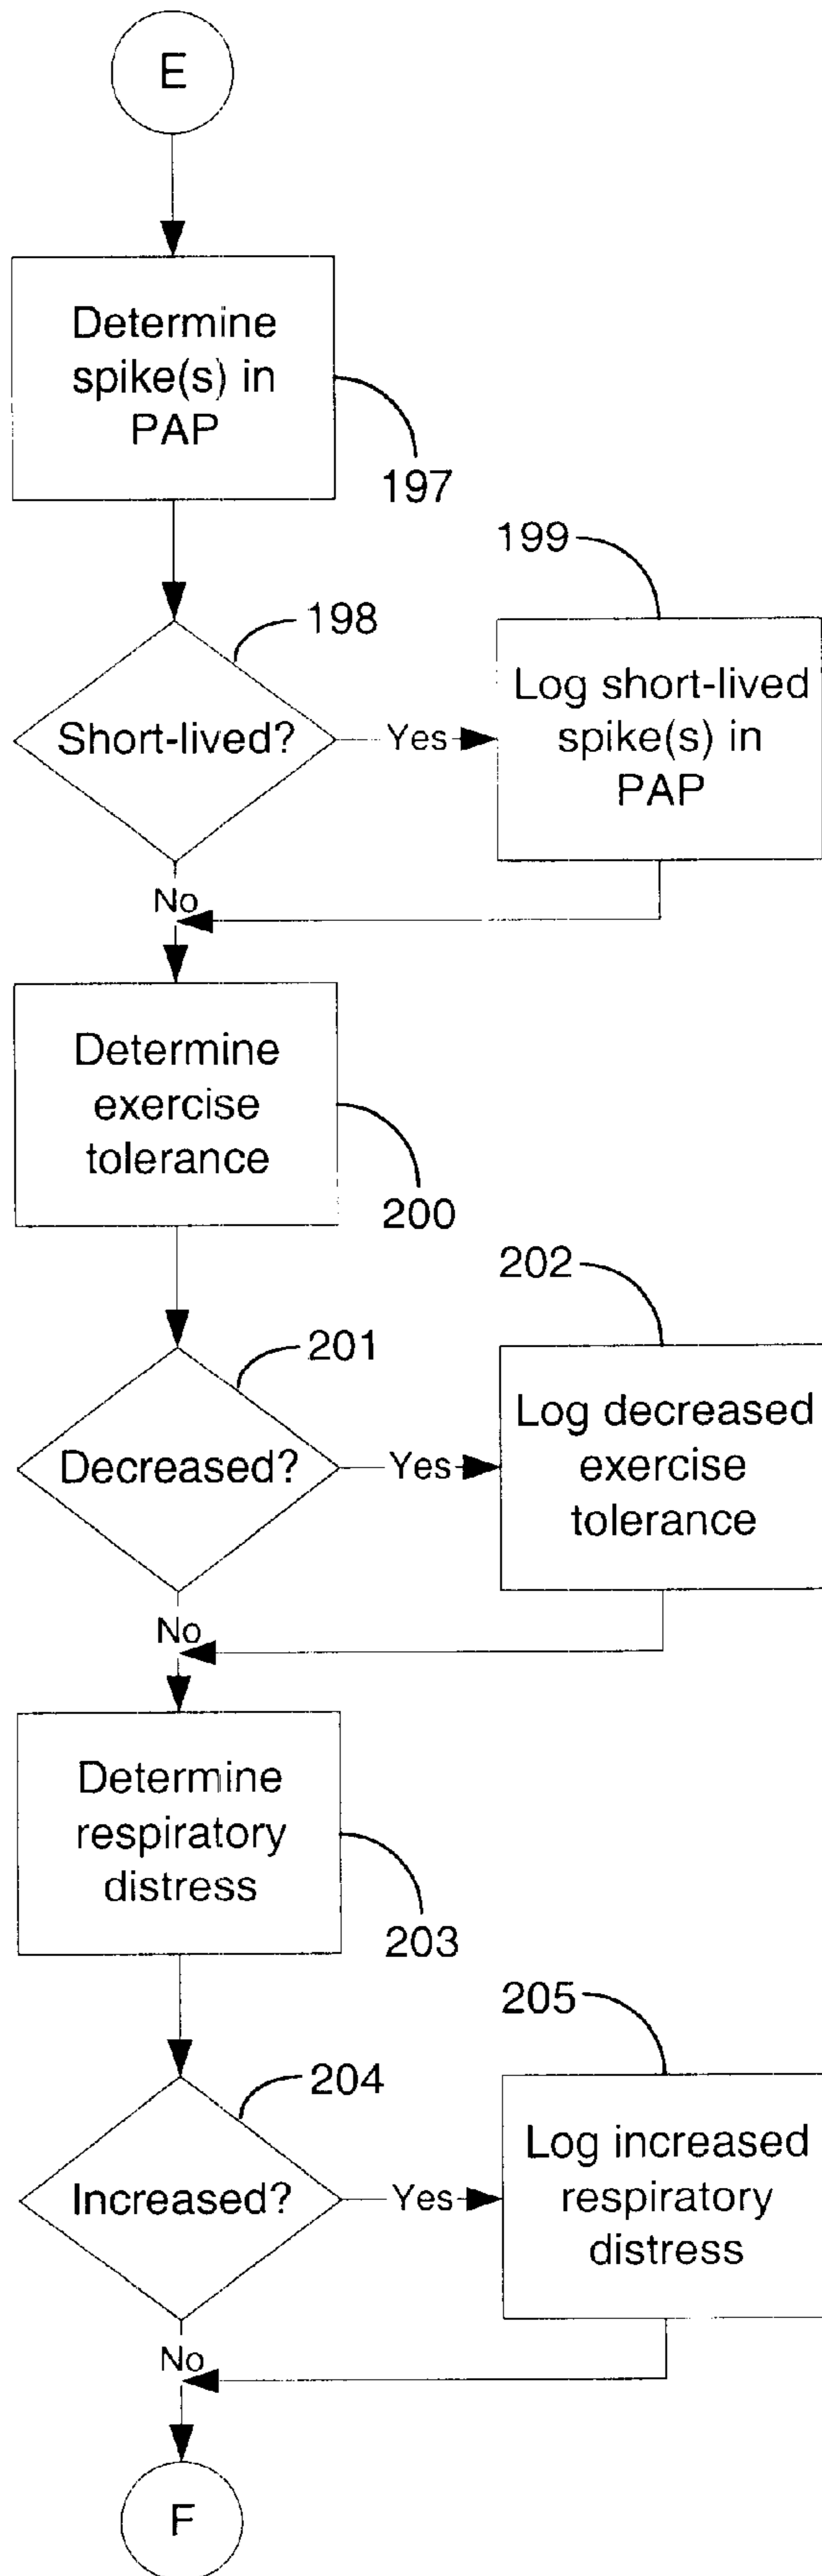 E
Determine
spike(s) in
PAP
197
198
199
Short-lived?
Yes
Log short-lived
spike(s) in
PAP
No
Determine
exercise
tolerance
200
201
202
Decreased?
Yes
Log decreased
exercise
tolerance
No
Determine
respiratory
distress
203
204
205
Increased?
Yes
Log increased
respiratory
distress
No
F